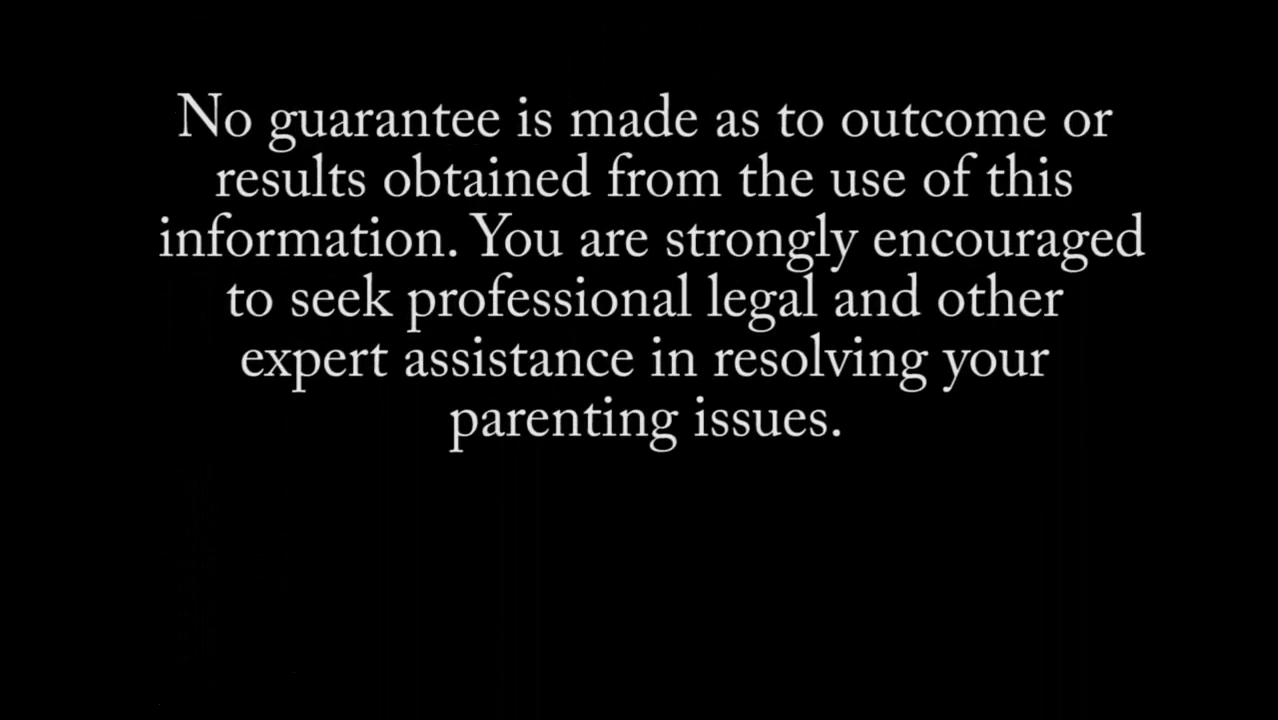 No guarantee is made as to outcome or
results obtained from the use of this
information. You are strongly encouraged
to seek professional legal and other
expert assistance in resolving your
parenting issues.